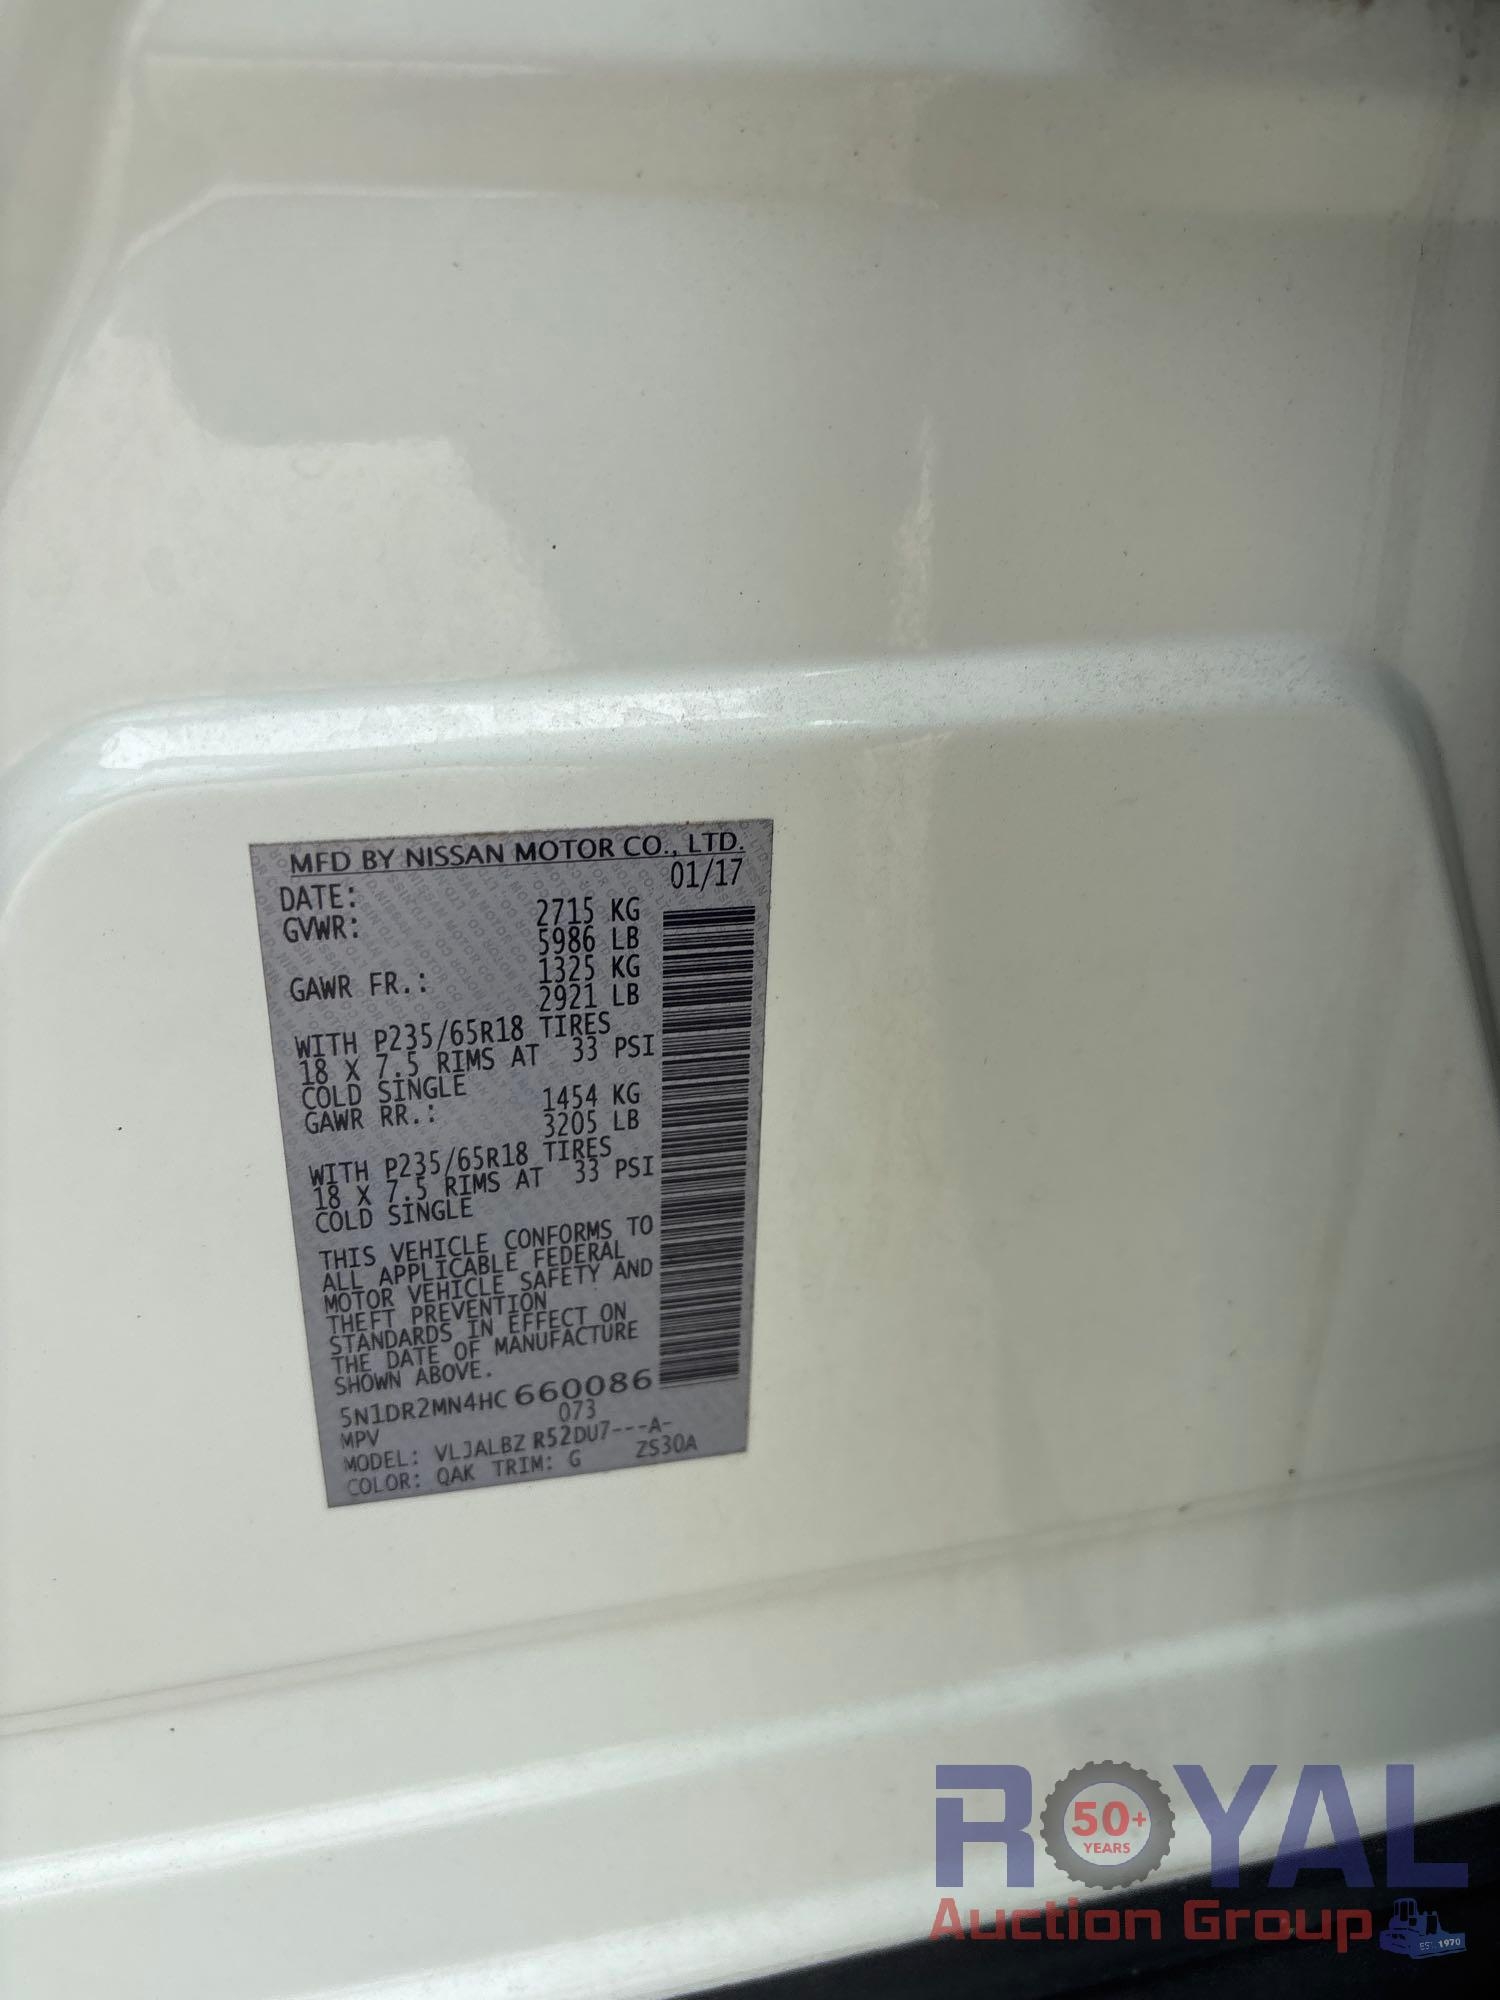 MFD BY NISSAN MOTOR CO., LTD.
DATE: 01/17
GVWR: 2715 KG
5986 LB
GAWR FR.: 1325 KG
2921 LB
WITH P235/65R18 TIRES
18 X 7.5 RIMS AT 33 PSI
COLD SINGLE
GAWR RR.: 1454 KG
3205 LB
WITH P235/65R18 TIRES
18 X 7.5 RIMS AT 33 PSI
COLD SINGLE
THIS VEHICLE CONFORMS TO
ALL APPLICABLE FEDERAL
MOTOR VEHICLE SAFETY AND
THEFT PREVENTION
STANDARDS IN EFFECT ON
THE DATE OF MANUFACTURE
SHOWN ABOVE.
5N1DR2MN4HC660086
MPV 073
MODEL: VLJALBZ R52DU7---A-
COLOR: QAK TRIM: G ZS30A
ROYAL
50+
YEARS
Auction Group
EST. 1970